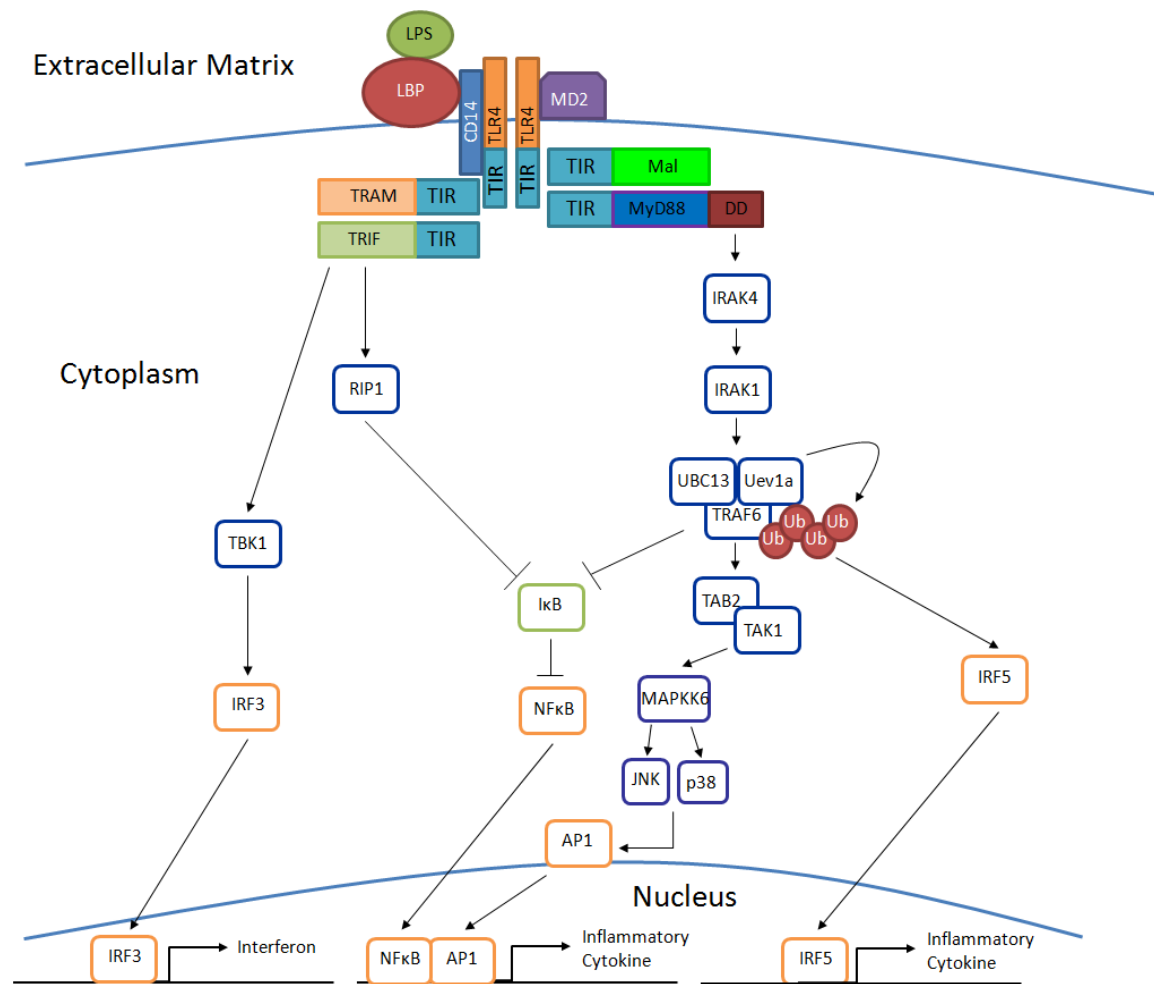 LPS
Extracellular Matrix
LBP
CD14
TLR4
TLR4
MD2
TIR
TIR
TIR
Mal
TRAM
TIR
TIR
MyD88
DD
TRIF
TIR
IRAK4
Cytoplasm
RIP1
IRAK1
UBC13
Uev1a
TRAF6
Ub
Ub
Ub
Ub
TBK1
IκB
TAB2
TAK1
IRF3
NFκB
MAPKK6
IRF5
JNK
p38
AP1
Nucleus
IRF3
Interferon
NFκB
AP1
Inflammatory
Cytokine
IRF5
Inflammatory
Cytokine